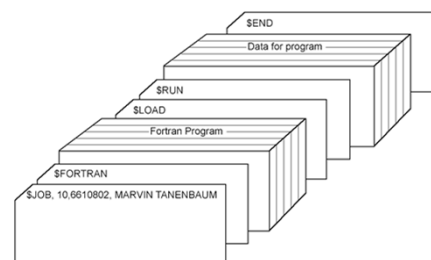 $END
Data for program
$RUN
$LOAD
Fortran Program
$FORTRAN
$JOB, 10,6610802, MARVIN TANENBAUM